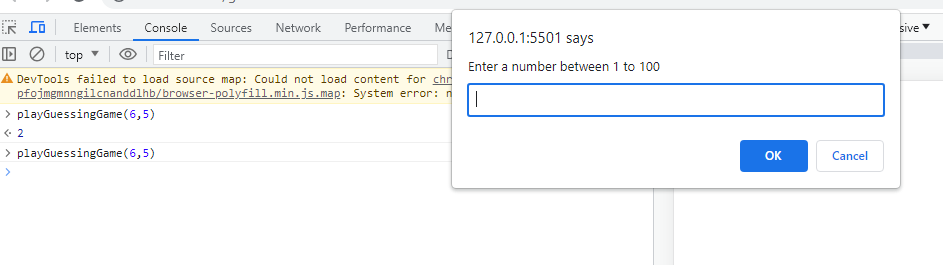 Elements Console Sources Network Performance
top Filter
DevTools failed to load source map: Could not load content for
pfojmgmnngilcnanddlhb/browser-polyfill.min.js.map: System error:
playGuessingGame(6,5)
2
playGuessingGame(6,5)
127.0.0.1:5501 says
Enter a number between 1 to 100
OK Cancel